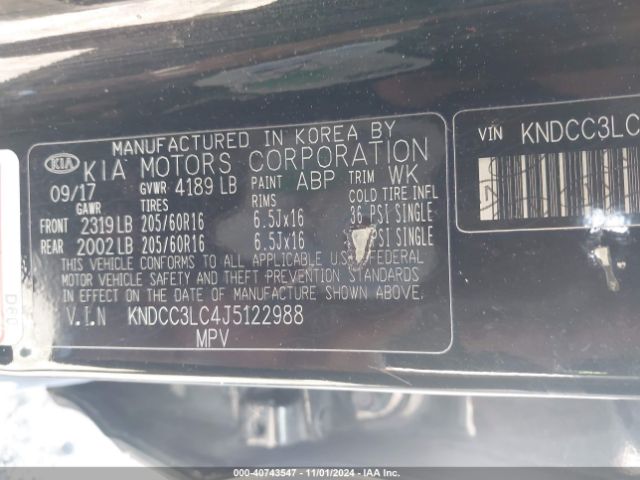 MANUFACTURED IN KOREA BY
KIA KIA MOTORS CORPORATION
09/17 GVWR 4189 LB PAINT ABP TRIM WK
GAWR TIRES RIMS COLD TIRE INFL
FRONT 2319 LB 205/60R16 6.5Jx16 36 PSI SINGLE
REAR 2002 LB 205/60R16 6.5Jx16 PSI SINGLE
THIS VEHICLE CONFORMS TO ALL APPLICABLE U.S. FEDERAL
MOTOR VEHICLE SAFETY AND THEFT PREVENTION STANDARDS
IN EFFECT ON THE DATE OF MANUFACTURE SHOWN ABOVE.
V.I.N KNDCC3LC4J5122988
MPV
VIN KNDCC3LC
000-40743547 - 11/01/2024 - IAA Inc.